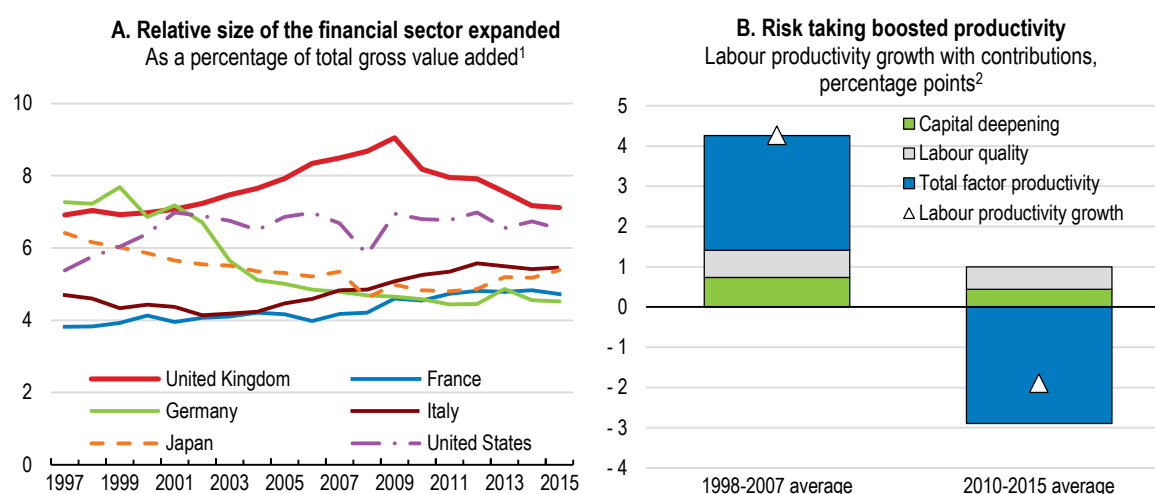 A. Relative size of the financial sector expanded
As a percentage of total gross value added¹
10
8
6
4
2
0
United Kingdom
France
Germany
Italy
Japan
United States
1997 1999 2001 2003 2005 2007 2009 2011 2013 2015
B. Risk taking boosted productivity
Labour productivity growth with contributions,
percentage points²
5
4
3
2
1
0
- 1
- 2
- 3
- 4
Capital deepening
Labour quality
Total factor productivity
Labour productivity growth
1998-2007 average 2010-2015 average